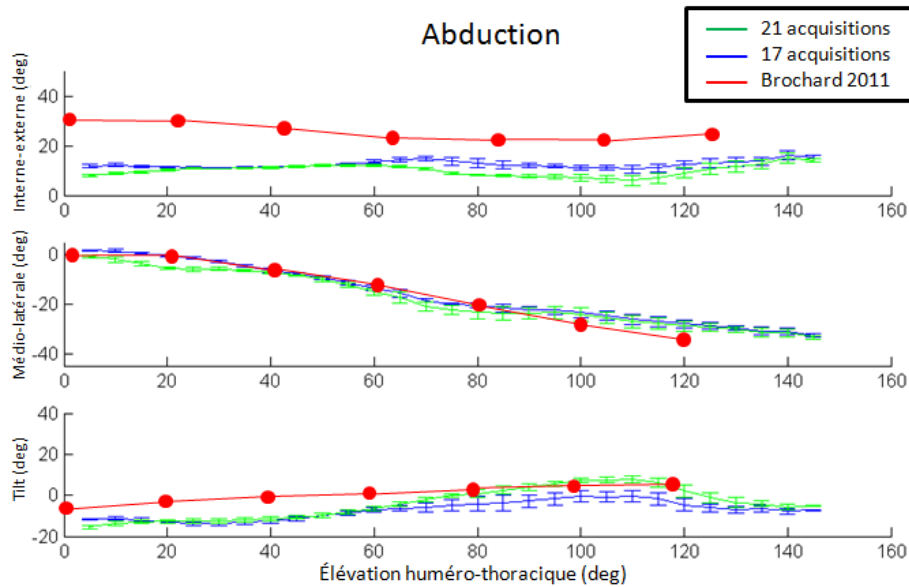 Abduction
21 acquisitions
17 acquisitions
Brochard 2011
Interne-externe (deg)
40
20
0
0 20 40 60 80 100 120 140 160
Médio-latérale (deg)
0
-20
-40
0 20 40 60 80 100 120 140 160
Tilt (deg)
40
20
0
-20
0 20 40 60 80 100 120 140 160
Élévation huméro-thoracique (deg)